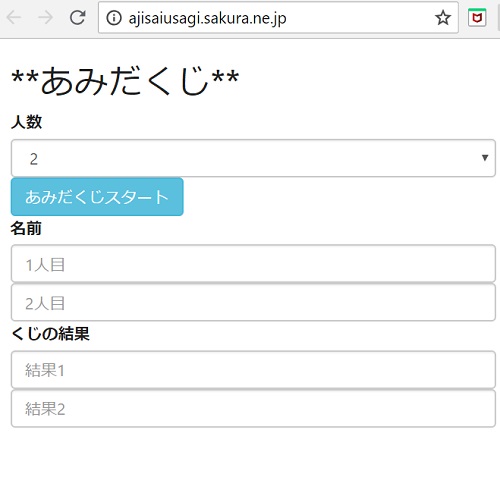 ajisaiusagi.sakura.ne.jp
**あみだくじ**
人数
2
あみだくじスタート
名前
1人目
2人目
くじの結果
結果1
結果2